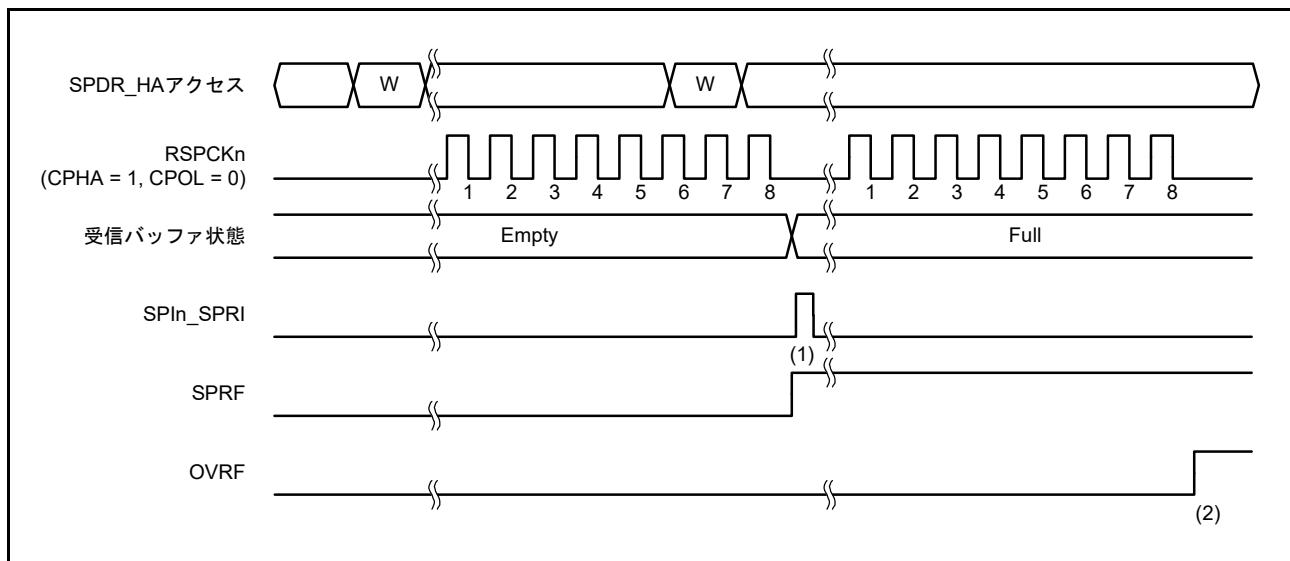 SPDR_HAアクセス
W
W
RSPCKn
(CPHA = 1, CPOL = 0)
1 2 3 4 5 6 7 8
1 2 3 4 5 6 7 8
受信バッファ状態
Empty
Full
SPIn_SPRI
(1)
SPRF
OVRF
(2)